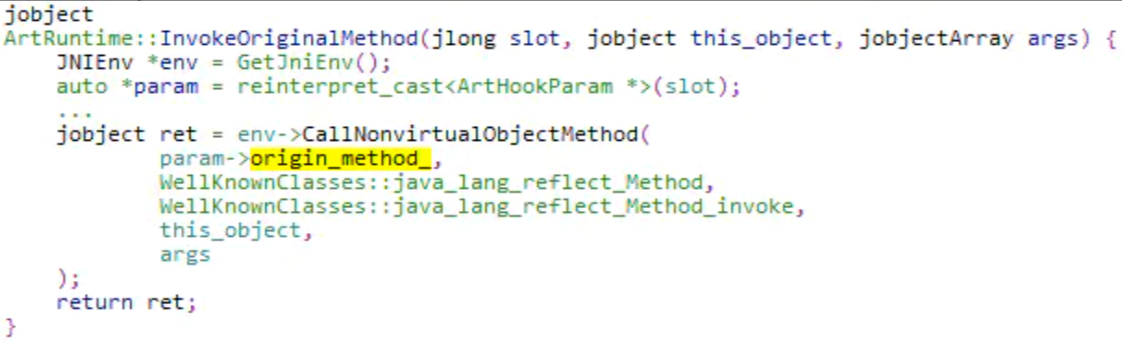 jobject
ArtRuntime::InvokeOriginalMethod(jlong slot, jobject this_object, jobjectArray args) {
    JNIEnv *env = GetJniEnv();
    auto *param = reinterpret_cast<ArtHookParam *>(slot);
    ...
    jobject ret = env->CallNonvirtualObjectMethod(
            param->origin_method_,
            WellKnownClasses::java_lang_reflect_Method,
            WellKnownClasses::java_lang_reflect_Method_invoke,
            this_object,
            args
    );
    return ret;
}